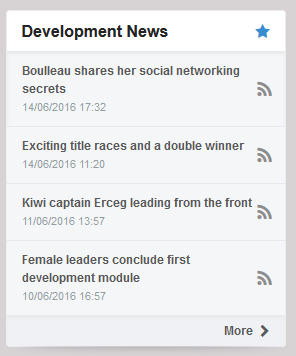 Development News
Boulleau shares her social networking
secrets
14/06/2016 17:32
Exciting title races and a double winner
14/06/2016 11:20
Kiwi captain Erceg leading from the front
11/06/2016 13:57
Female leaders conclude first
development module
10/06/2016 16:57
More